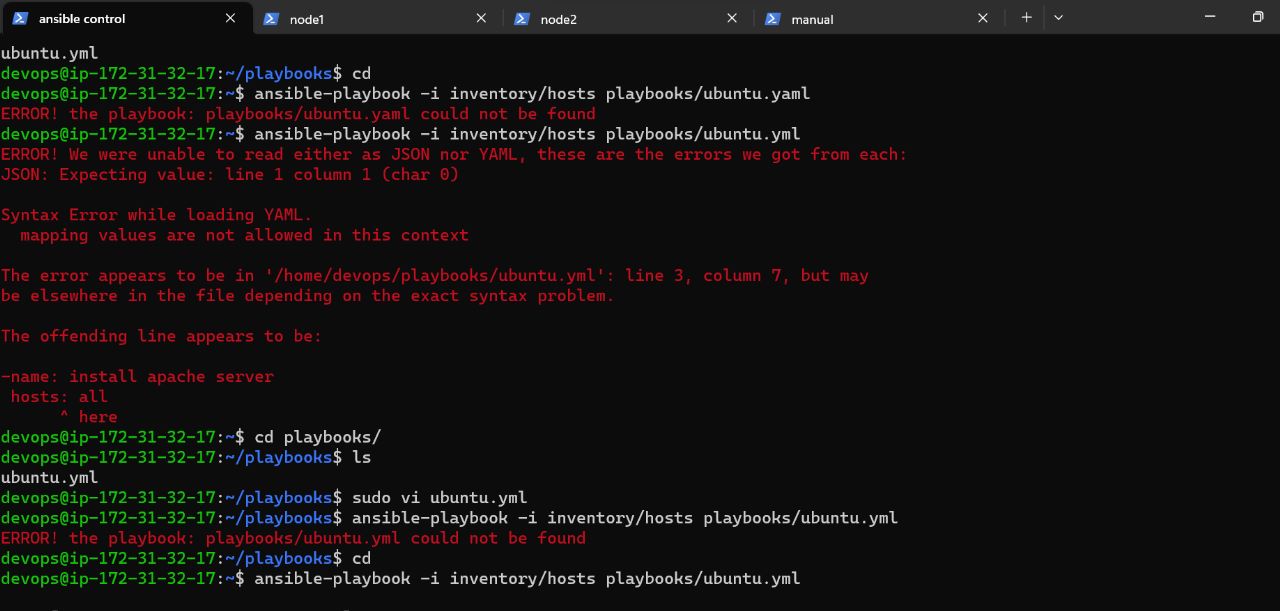 ansible control
node1
node2
manual
ubuntu.yml
devops@ip-172-31-32-17:~/playbooks$ cd
devops@ip-172-31-32-17:~$ ansible-playbook -i inventory/hosts playbooks/ubuntu.yaml
ERROR! the playbook: playbooks/ubuntu.yaml could not be found
devops@ip-172-31-32-17:~$ ansible-playbook -i inventory/hosts playbooks/ubuntu.yml
ERROR! We were unable to read either as JSON nor YAML, these are the errors we got from each:
JSON: Expecting value: line 1 column 1 (char 0)

Syntax Error while loading YAML.
  mapping values are not allowed in this context

The error appears to be in '/home/devops/playbooks/ubuntu.yml': line 3, column 7, but may
be elsewhere in the file depending on the exact syntax problem.

The offending line appears to be:

-name: install apache server
 hosts: all
      ^ here
devops@ip-172-31-32-17:~$ cd playbooks/
devops@ip-172-31-32-17:~/playbooks$ ls
ubuntu.yml
devops@ip-172-31-32-17:~/playbooks$ sudo vi ubuntu.yml
devops@ip-172-31-32-17:~/playbooks$ ansible-playbook -i inventory/hosts playbooks/ubuntu.yml
ERROR! the playbook: playbooks/ubuntu.yml could not be found
devops@ip-172-31-32-17:~/playbooks$ cd
devops@ip-172-31-32-17:~$ ansible-playbook -i inventory/hosts playbooks/ubuntu.yml